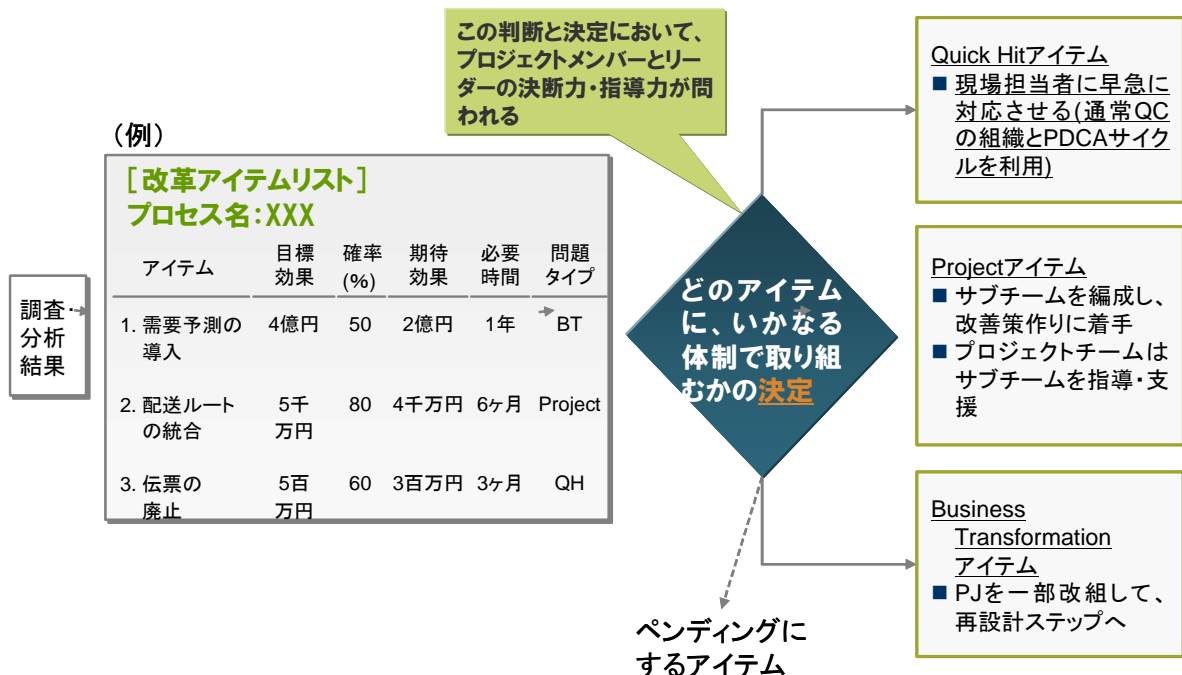 この判断と決定において、
プロジェクトメンバーとリー
ダーの決断力・指導力が問
われる
(例)
調査・
分析
結果
[改革アイテムリスト]
プロセス名:XXX
アイテム 目標効果 確率(%) 期待効果 必要時間 問題タイプ
1. 需要予測の導入 4億円 50 2億円 1年 BT
2. 配送ルートの統合 5千万円 80 4千万円 6ヶ月 Project
3. 伝票の廃止 5百万円 60 3百万円 3ヶ月 QH
どのアイテム
に、いかなる
体制で取り組
むかの決定
ペンディングに
するアイテム
Quick Hitアイテム
■ 現場担当者に早急に
対応させる(通常QC
の組織とPDCAサイク
ルを利用)
Projectアイテム
■ サブチームを編成し、
改善策作りに着手
■ プロジェクトチームは
サブチームを指導・支
援
Business
Transformation
アイテム
■ PJを一部改組して、
再設計ステップへ